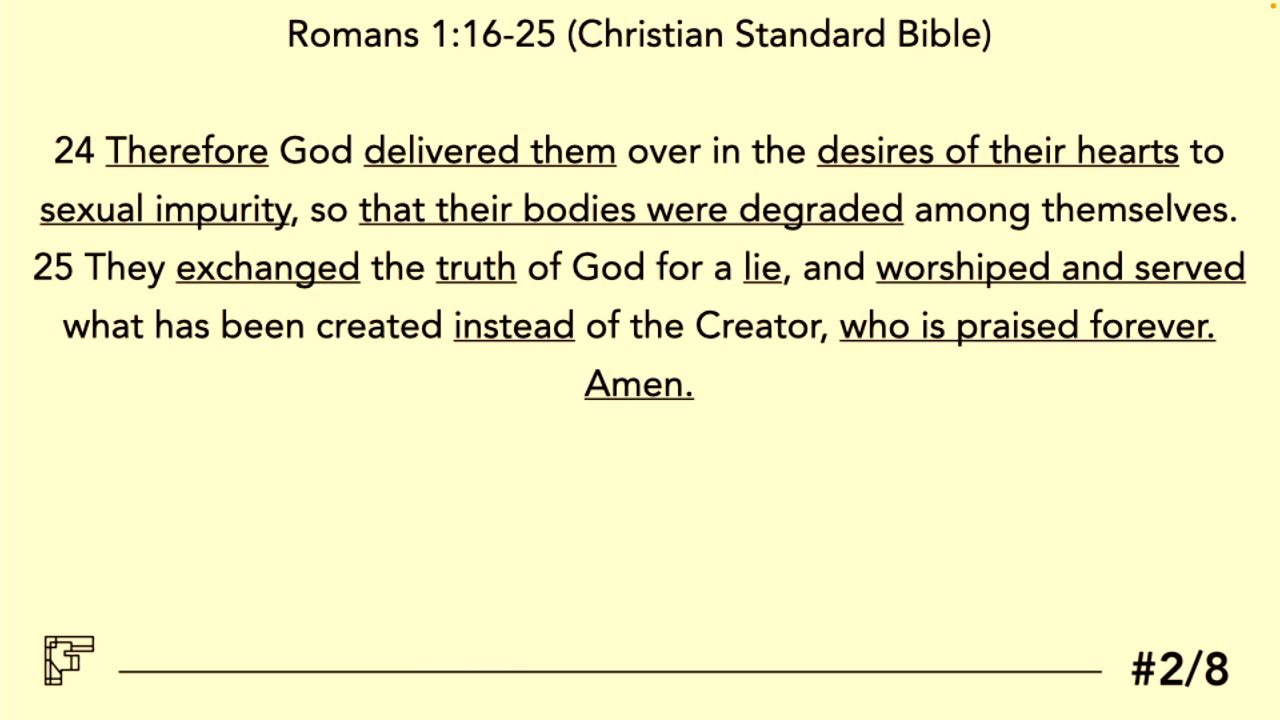 Romans 1:16-25 (Christian Standard Bible)
24 Therefore God delivered them over in the desires of their hearts to
sexual impurity, so that their bodies were degraded among themselves.
25 They exchanged the truth of God for a lie, and worshiped and served
what has been created instead of the Creator, who is praised forever.
Amen.
#2/8